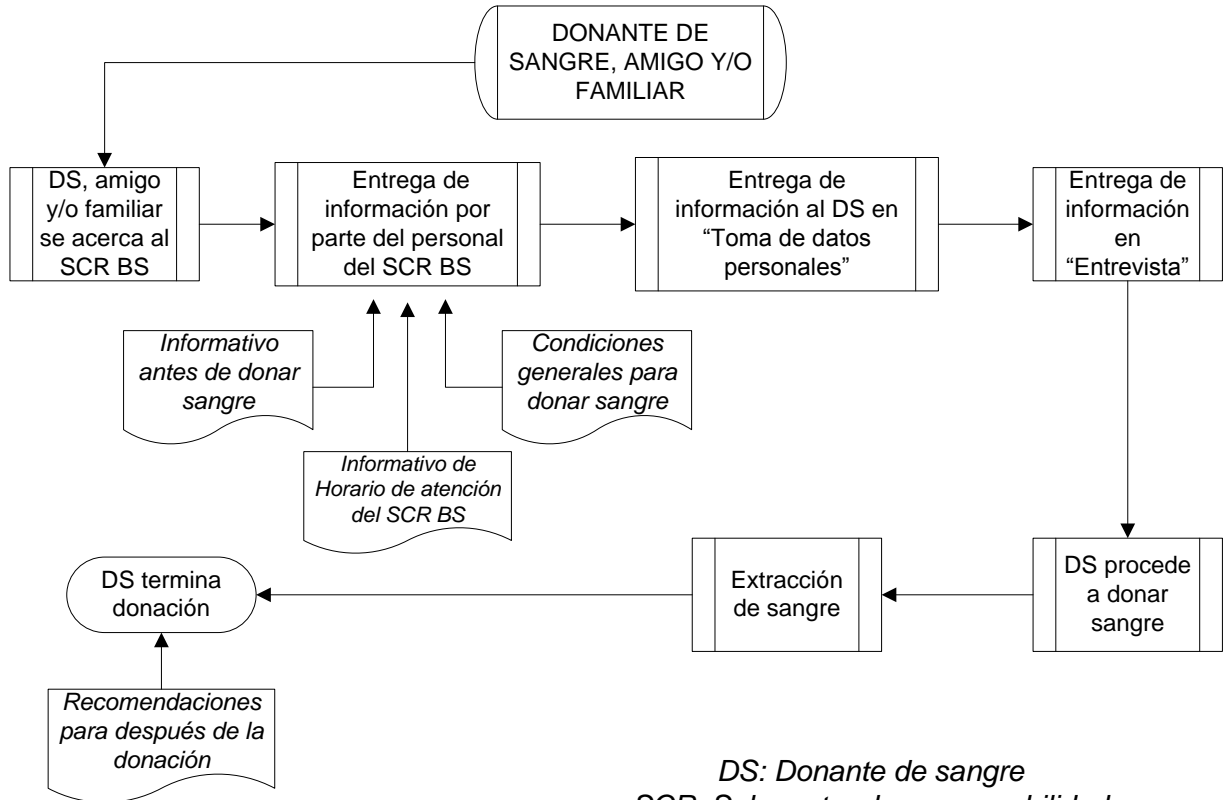 DONANTE DE
SANGRE, AMIGO Y/O
FAMILIAR
DS, amigo
y/o familiar
se acerca al
SCR BS
Entrega de
información por
parte del personal
del SCR BS
Entrega de
información al DS en
“Toma de datos
personales”
Entrega de
información
en
“Entrevista”
Informativo
antes de donar
sangre
Condiciones
generales para
donar sangre
Informativo de
Horario de atención
del SCR BS
DS termina
donación
Extracción
de sangre
DS procede
a donar
sangre
Recomendaciones
para después de la
donación
DS: Donante de sangre